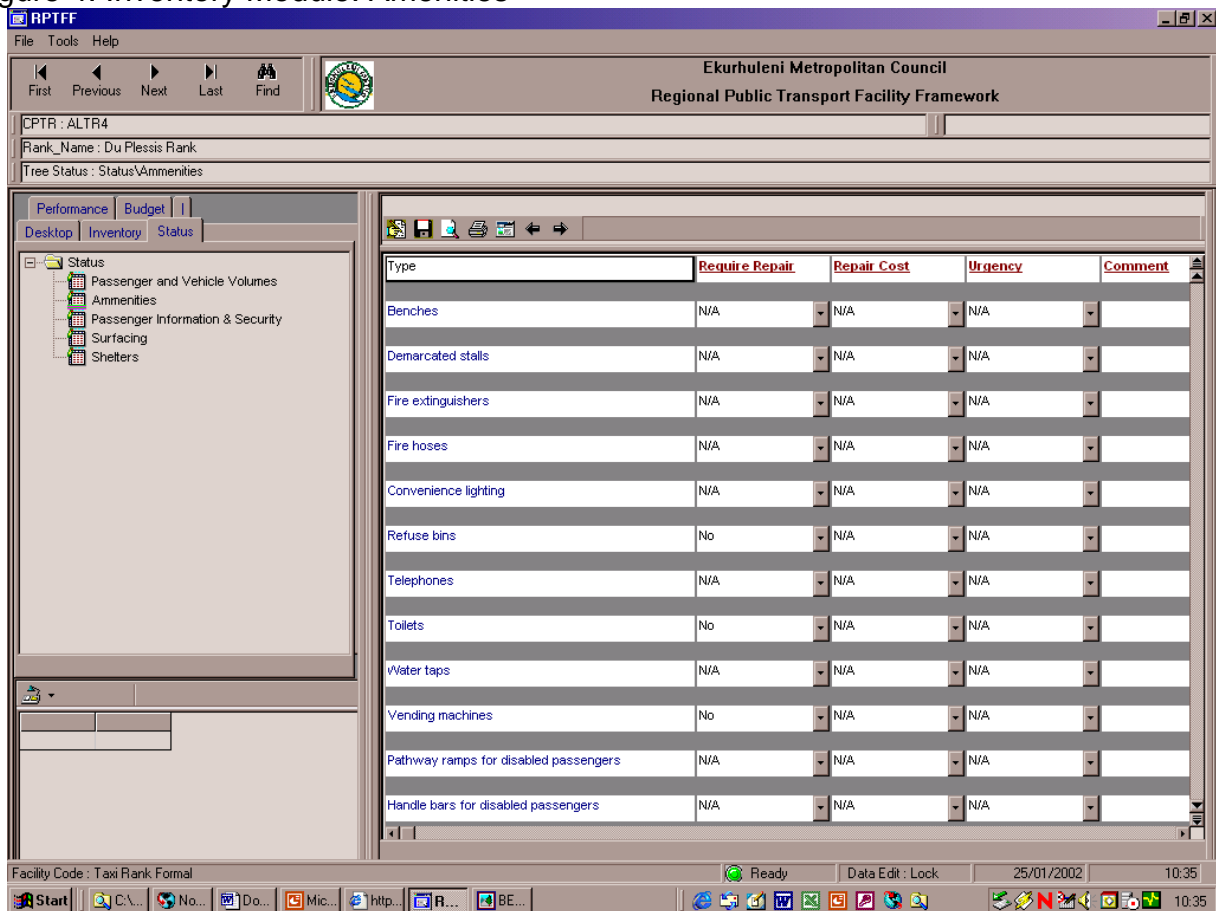 Figure 4: Inventory Module: Amenities
RPTFF
File Tools Help
First Previous Next Last Find
Ekurhuleni Metropolitan Council
Regional Public Transport Facility Framework
CPTR : ALTR4
Rank_Name : Du Plessis Rank
Tree Status : Status\Ammenities
Performance Budget I
Desktop Inventory Status
Status
Passenger and Vehicle Volumes
Ammenities
Passenger Information & Security
Surfacing
Shelters
Type Require Repair Repair Cost Urgency Comment
Benches N/A N/A N/A
Demarcated stalls N/A N/A N/A
Fire extinguishers N/A N/A N/A
Fire hoses N/A N/A N/A
Convenience lighting N/A N/A N/A
Refuse bins No N/A N/A
Telephones N/A N/A N/A
Toilets No N/A N/A
Water taps N/A N/A N/A
Vending machines No N/A N/A
Pathway ramps for disabled passengers N/A N/A N/A
Handle bars for disabled passengers N/A N/A N/A
Facility Code : Taxi Rank Formal Ready Data Edit : Lock 25/01/2002 10:35
Start C:\... No... Do... Mic... http... R... BE... 10:35